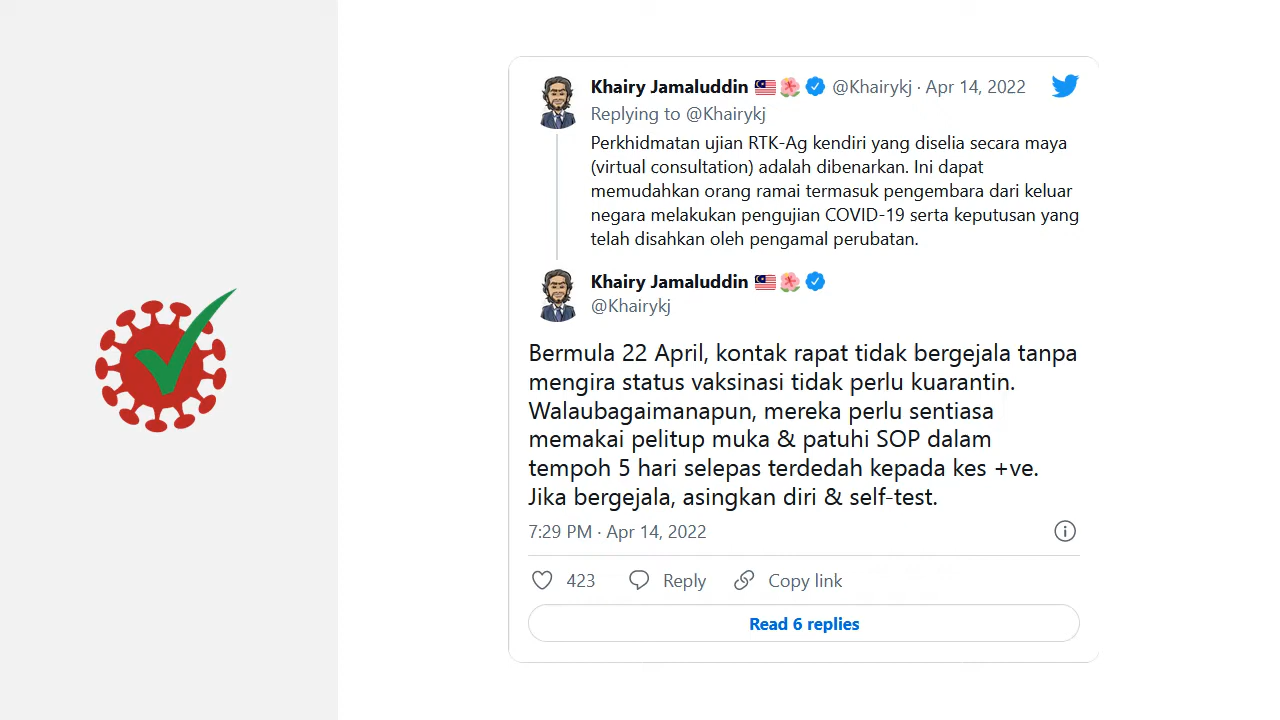 Khairy Jamaluddin 🇲🇾🌺 @Khairykj · Apr 14, 2022
Replying to @Khairykj
Perkhidmatan ujian RTK-Ag kendiri yang diselia secara maya
(virtual consultation) adalah dibenarkan. Ini dapat
memudahkan orang ramai termasuk pengembara dari keluar
negara melakukan pengujian COVID-19 serta keputusan yang
telah disahkan oleh pengamal perubatan.
Khairy Jamaluddin 🇲🇾🌺
@Khairykj
Bermula 22 April, kontak rapat tidak bergejala tanpa
mengira status vaksinasi tidak perlu kuarantin.
Walaubagaimanapun, mereka perlu sentiasa
memakai pelitup muka & patuhi SOP dalam
tempoh 5 hari selepas terdedah kepada kes +ve.
Jika bergejala, asingkan diri & self-test.
7:29 PM · Apr 14, 2022
423 Reply Copy link
Read 6 replies